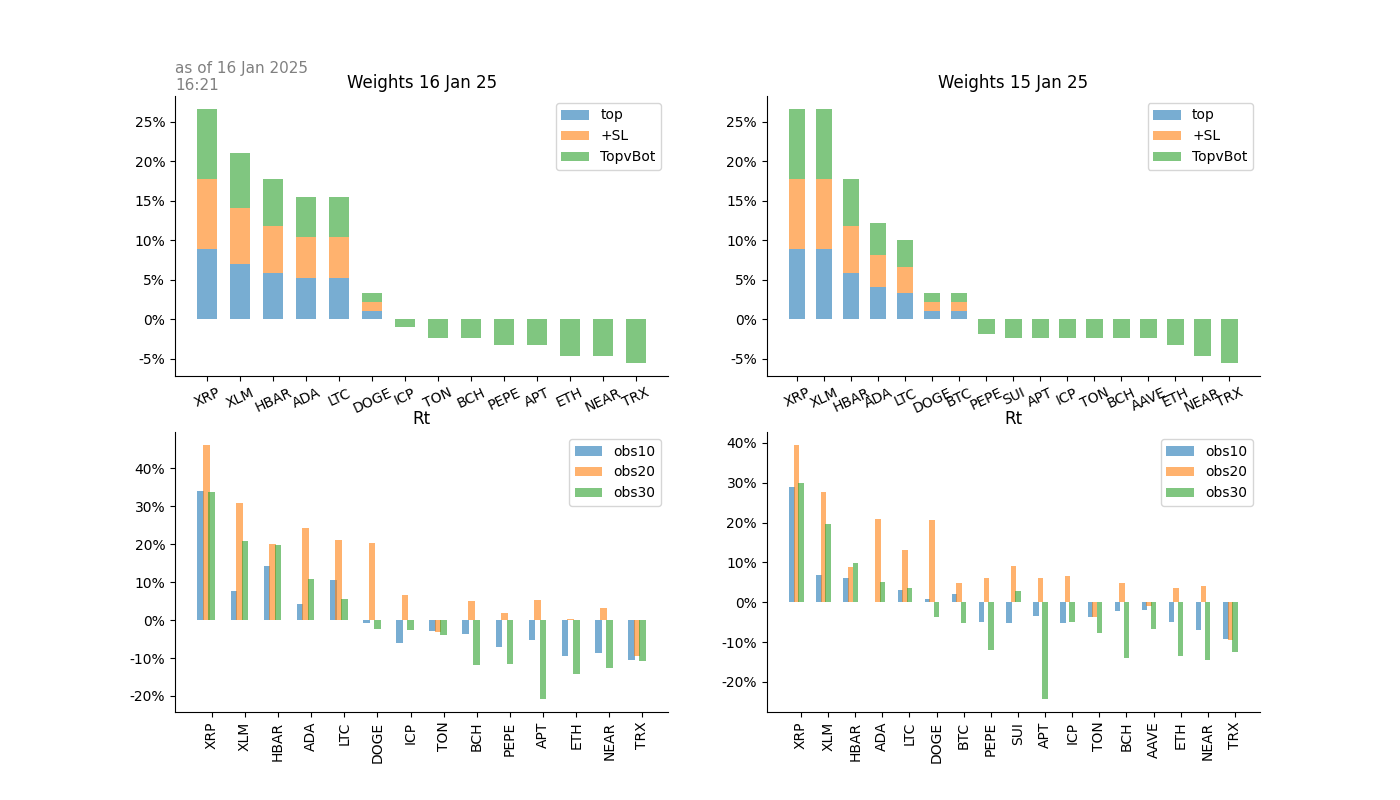 as of 16 Jan 2025
16:21
Weights 16 Jan 25
25%
20%
15%
10%
5%
0%
-5%
top
+SL
TopvBot
XRP XLM HBAR ADA LTC DOGE ICP TON BCH PEPE APT ETH NEAR TRX
Weights 15 Jan 25
25%
20%
15%
10%
5%
0%
-5%
top
+SL
TopvBot
XRP XLM HBAR ADA LTC DOGE BTC PEPE SUI APT ICP TON BCH AAVE ETH NEAR TRX
Rt
40%
30%
20%
10%
0%
-10%
-20%
obs10
obs20
obs30
XRP XLM HBAR ADA LTC DOGE ICP TON BCH PEPE APT ETH NEAR TRX
Rt
40%
30%
20%
10%
0%
-10%
-20%
obs10
obs20
obs30
XRP XLM HBAR ADA LTC DOGE BTC PEPE SUI APT ICP TON BCH AAVE ETH NEAR TRX